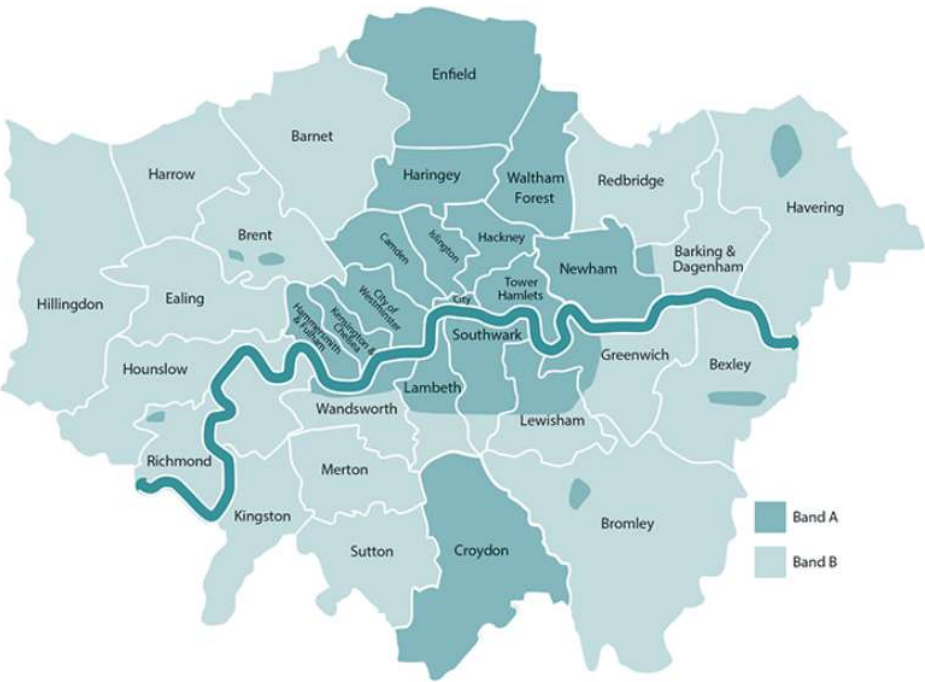 Enfield
Barnet
Harrow
Haringey
Waltham
Forest
Redbridge
Havering
Brent
Camden
Islington
Hackney
Barking &
Dagenham
Newham
Tower
Hamlets
Hillingdon
Ealing
City of
Westminster
City
Kensington &
Chelsea
Hammersmith
& Fulham
Southwark
Greenwich
Hounslow
Bexley
Lambeth
Wandsworth
Lewisham
Richmond
Merton
Kingston
Bromley
Sutton
Croydon
Band A
Band B